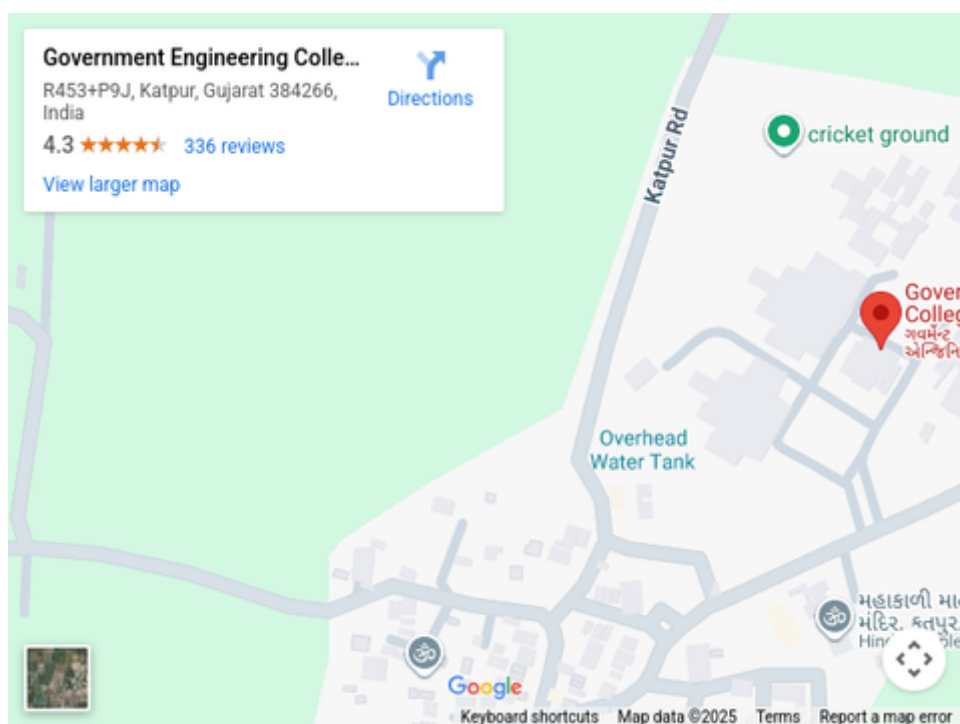 Government Engineering Colle...
R453+P9J, Katpur, Gujarat 384266,
India
Directions
4.3
336 reviews
View larger map
Katpur Rd
cricket ground
Gover
Colleg
ગવર્મેન્ટ
એન્જિનિ
Overhead
Water Tank
મહાકાળી મા
મંદિર, કતપુર
Google
Keyboard shortcuts
Map data ©2025
Terms
Report a map error